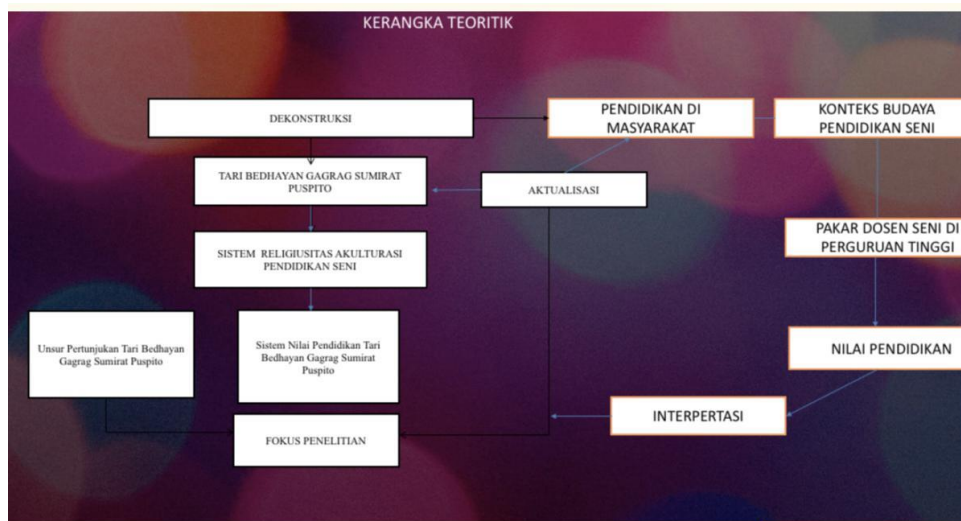 KERANGKA TEORITIK
DEKONSTRUKSI
PENDIDIKAN DI
MASYARAKAT
KONTEKS BUDAYA
PENDIDIKAN SENI
TARI BEDHAYAN GAGRAG SUMIRAT
PUSPITO
AKTUALISASI
PAKAR DOSEN SENI DI
PERGURUAN TINGGI
SISTEM RELIGIUSITAS AKULTURASI
PENDIDIKAN SENI
Unsur Pertunjukan Tari Bedhayan
Gagrag Sumirat Puspito
Sistem Nilai Pendidikan Tari
Bedhayan Gagrag Sumirat
Puspito
NILAI PENDIDIKAN
INTERPERTASI
FOKUS PENELITIAN